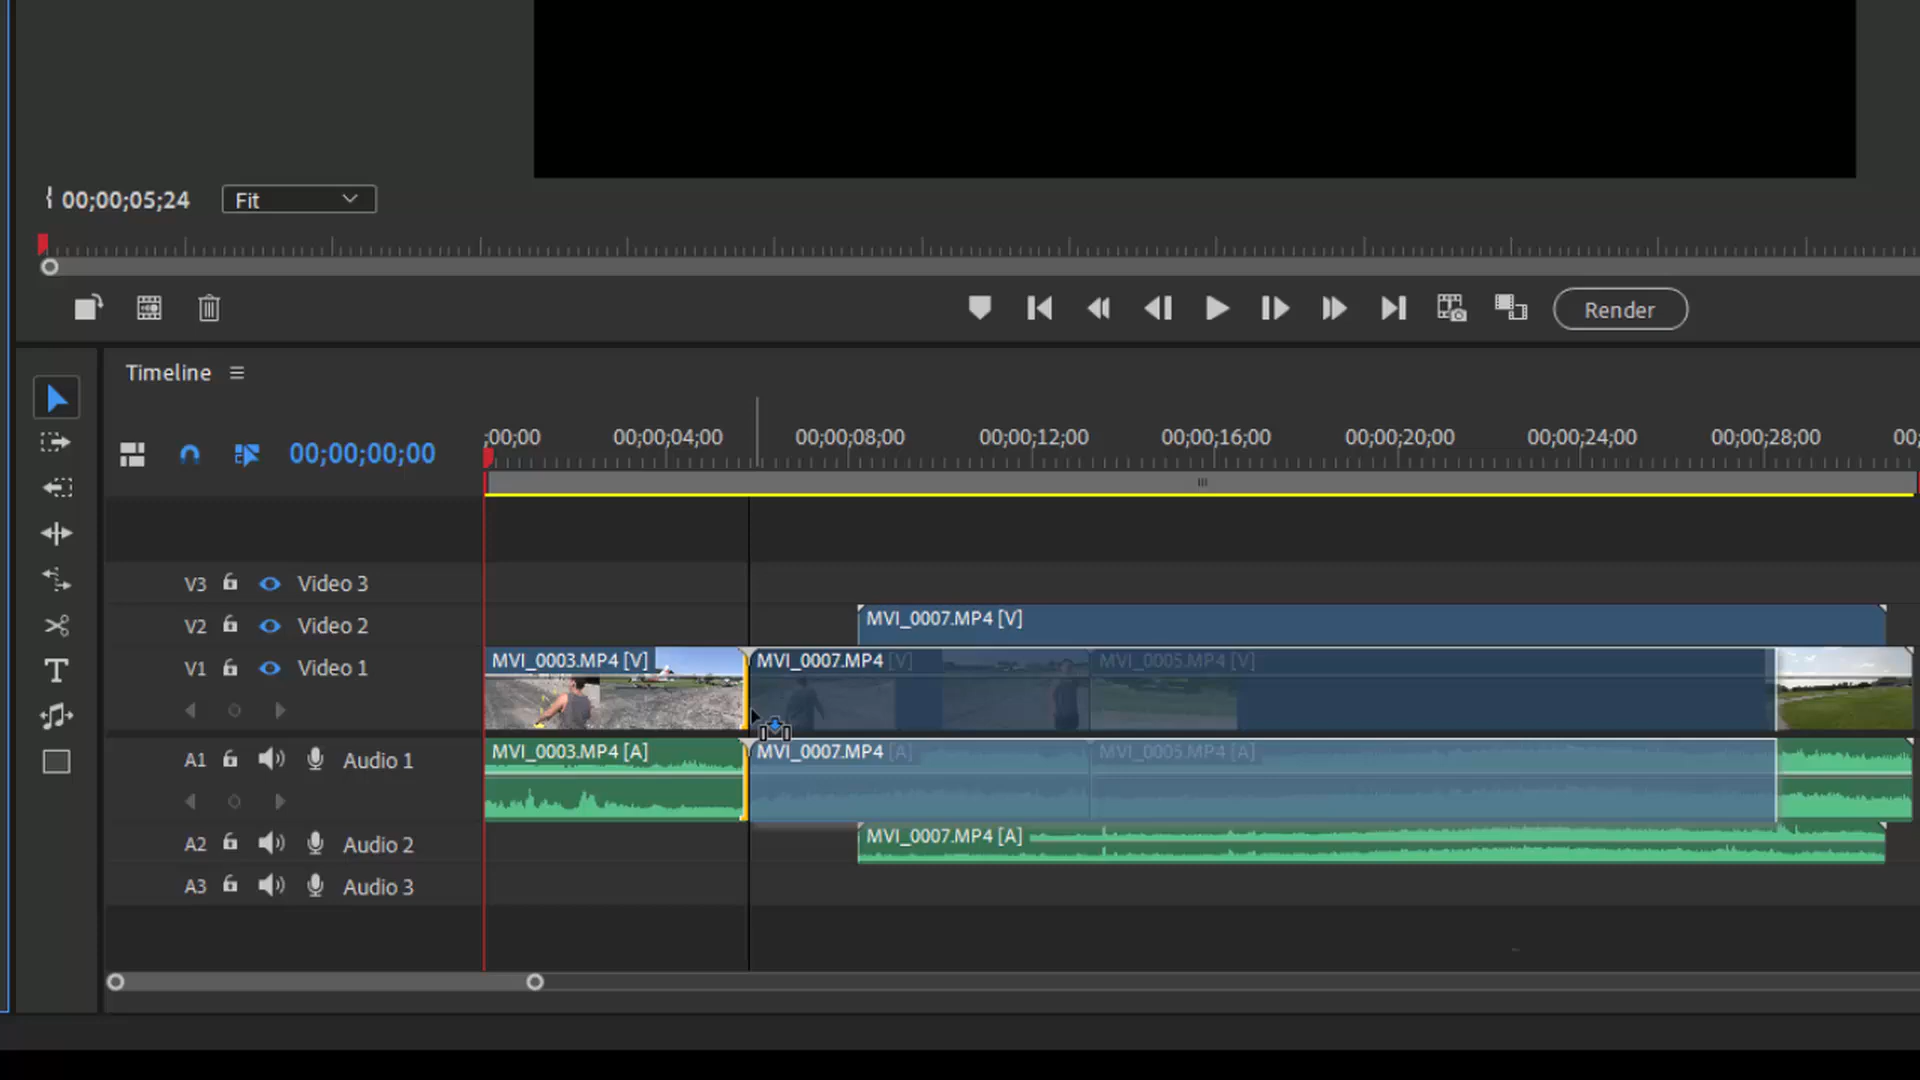 00;00;05;24 Fit
Render
Timeline
00;00;00;00
;00;00 00;00;04;00 00;00;08;00 00;00;12;00 00;00;16;00 00;00;20;00 00;00;24;00 00;00;28;00 00;
V3 Video 3
V2 Video 2
MVI_0007.MP4 [V]
V1 Video 1
MVI_0003.MP4 [V] MVI_0007.MP4 [V] MVI_0005.MP4 [V]
A1 Audio 1
MVI_0003.MP4 [A] MVI_0007.MP4 [A] MVI_0005.MP4 [A]
A2 Audio 2
MVI_0007.MP4 [A]
A3 Audio 3